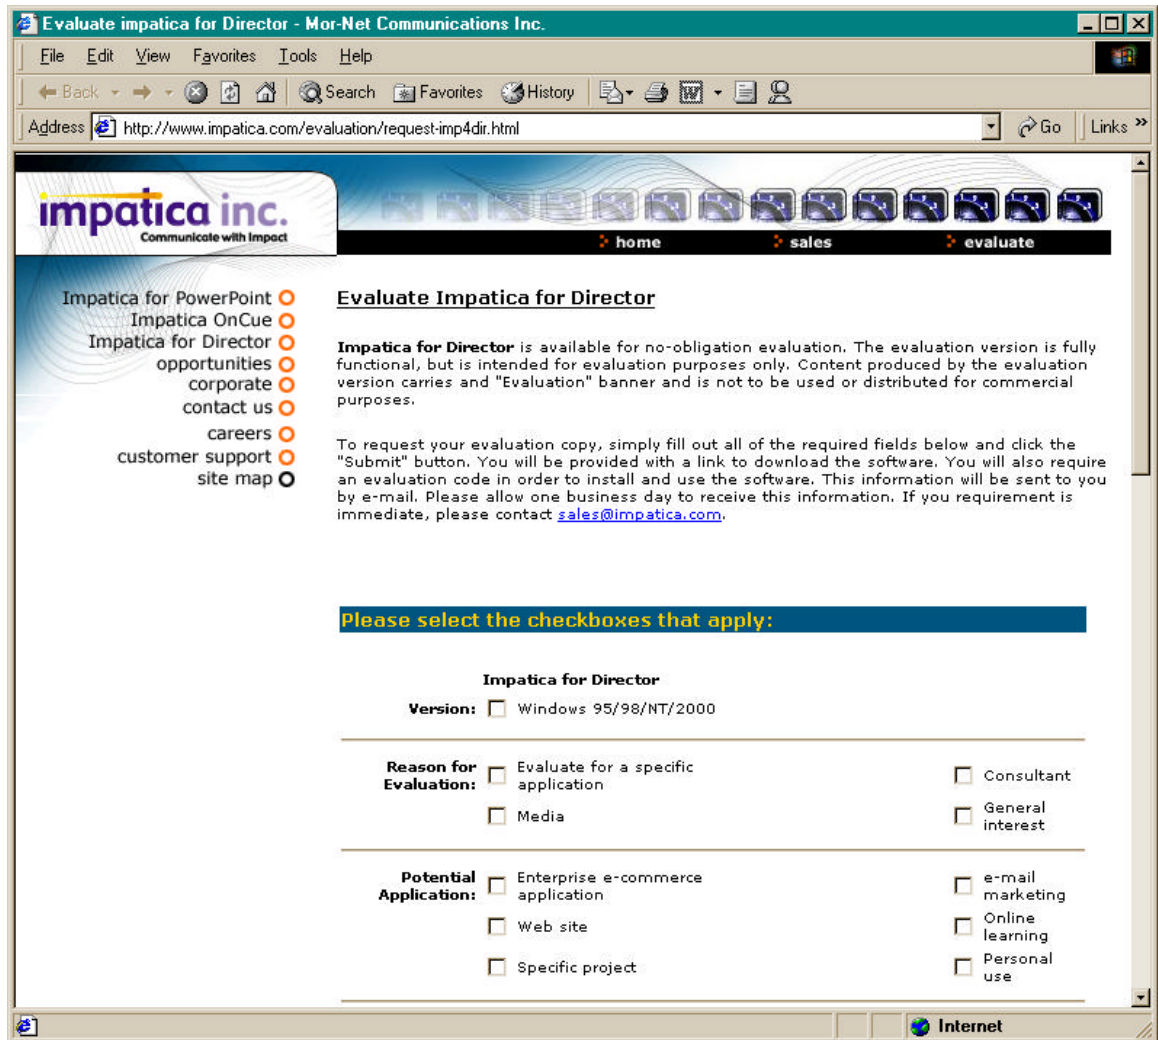 Evaluate impatica for Director - Mor-Net Communications Inc.
File Edit View Favorites Tools Help
Back Search Favorites History
Address http://www.impatica.com/evaluation/request-imp4dir.html Go Links »
impatica inc.
Communicate with Impact
home sales evaluate
Impatica for PowerPoint
Impatica OnCue
Impatica for Director
opportunities
corporate
contact us
careers
customer support
site map
Evaluate Impatica for Director
Impatica for Director is available for no-obligation evaluation. The evaluation version is fully
functional, but is intended for evaluation purposes only. Content produced by the evaluation
version carries and "Evaluation" banner and is not to be used or distributed for commercial
purposes.
To request your evaluation copy, simply fill out all of the required fields below and click the
"Submit" button. You will be provided with a link to download the software. You will also require
an evaluation code in order to install and use the software. This information will be sent to you
by e-mail. Please allow one business day to receive this information. If you requirement is
immediate, please contact sales@impatica.com.
Please select the checkboxes that apply:
Impatica for Director
Version: Windows 95/98/NT/2000
Reason for Evaluation:
Evaluate for a specific
application
Consultant
Media
General
interest
Potential
Application:
Enterprise e-commerce
application
e-mail
marketing
Web site
Online
learning
Specific project
Personal
use
Internet